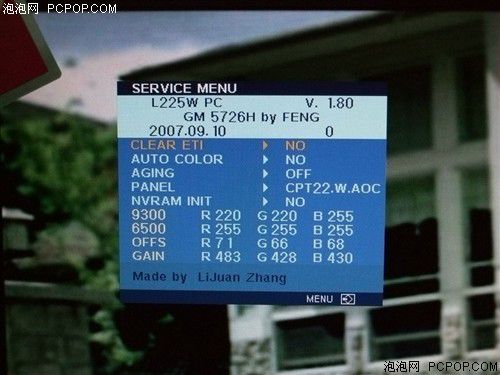 泡泡网 PCPOP.COM
SERVICE MENU
L225W PC V. 1.80
GM 5726H by FENG
2007.09.10 0
CLEAR ETI NO
AUTO COLOR NO
AGING OFF
PANEL CPT22.W.AOC
NVRAM INIT NO
9300 R 220 G 220 B 255
6500 R 255 G 255 B 255
OFFS R 71 G 66 B 68
GAIN R 483 G 428 B 430
Made by LiJuan Zhang
MENU
泡泡网 PCPOP.COM